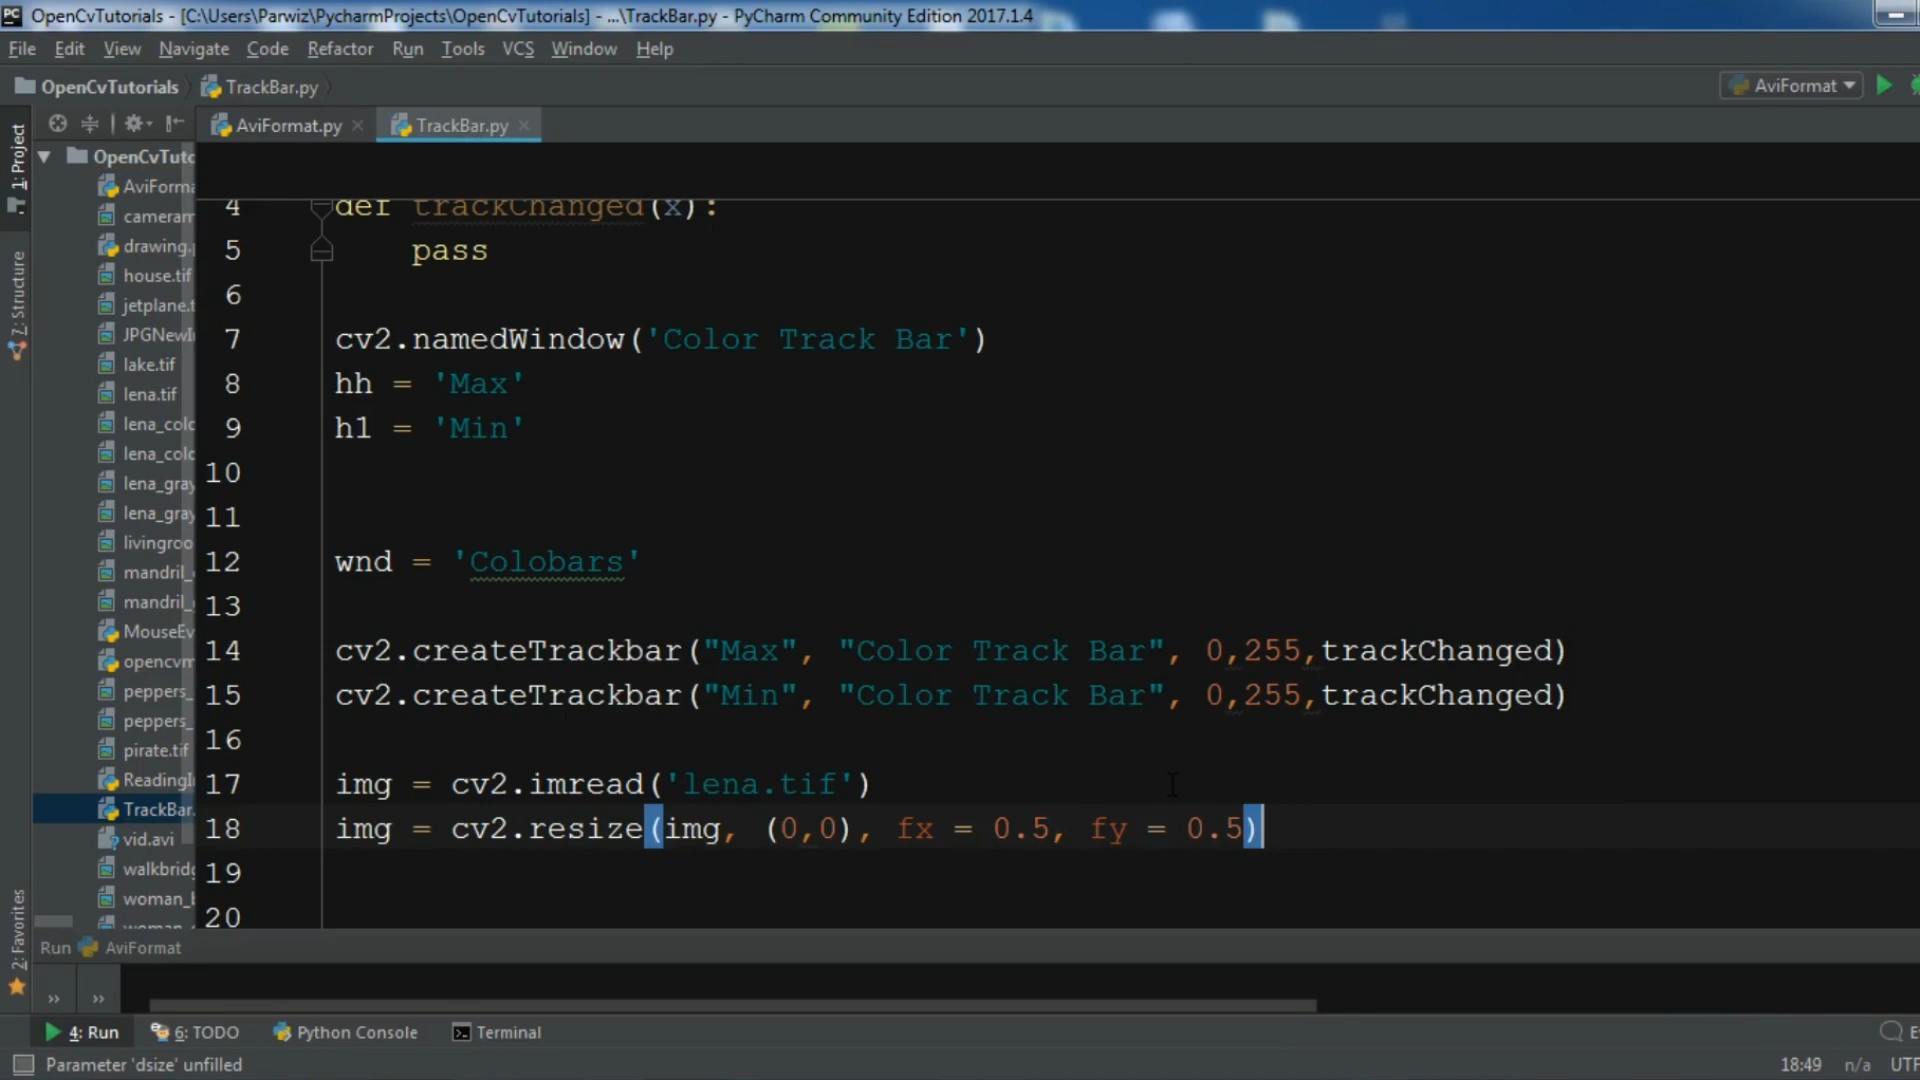 OpenCvTutorials - [C:\Users\Parwiz\PycharmProjects\OpenCvTutorials] - ...\TrackBar.py - PyCharm Community Edition 2017.1.4
File Edit View Navigate Code Refactor Run Tools VCS Window Help
OpenCvTutorials TrackBar.py AviFormat
AviFormat.py TrackBar.py
1: Project
7: Structure
2: Favorites
OpenCvTuto
AviForma
cameram
drawing.p
house.tif
jetplane.t
JPGNewI
lake.tif
lena.tif
lena_colo
lena_colo
lena_gray
lena_gray
livingroo
mandril_
mandril_
MouseEv
opencvm
peppers_
peppers_
pirate.tif
ReadingI
TrackBar.
vid.avi
walkbridg
woman_b
4 def trackChanged(x):
5 pass
6
7 cv2.namedWindow('Color Track Bar')
8 hh = 'Max'
9 hl = 'Min'
10
11
12 wnd = 'Colobars'
13
14 cv2.createTrackbar("Max", "Color Track Bar", 0,255,trackChanged)
15 cv2.createTrackbar("Min", "Color Track Bar", 0,255,trackChanged)
16
17 img = cv2.imread('lena.tif')
18 img = cv2.resize(img, (0,0), fx = 0.5, fy = 0.5)
19
20
Run AviFormat
» »
4: Run 6: TODO Python Console Terminal
Parameter 'dsize' unfilled 18:49 n/a UTF